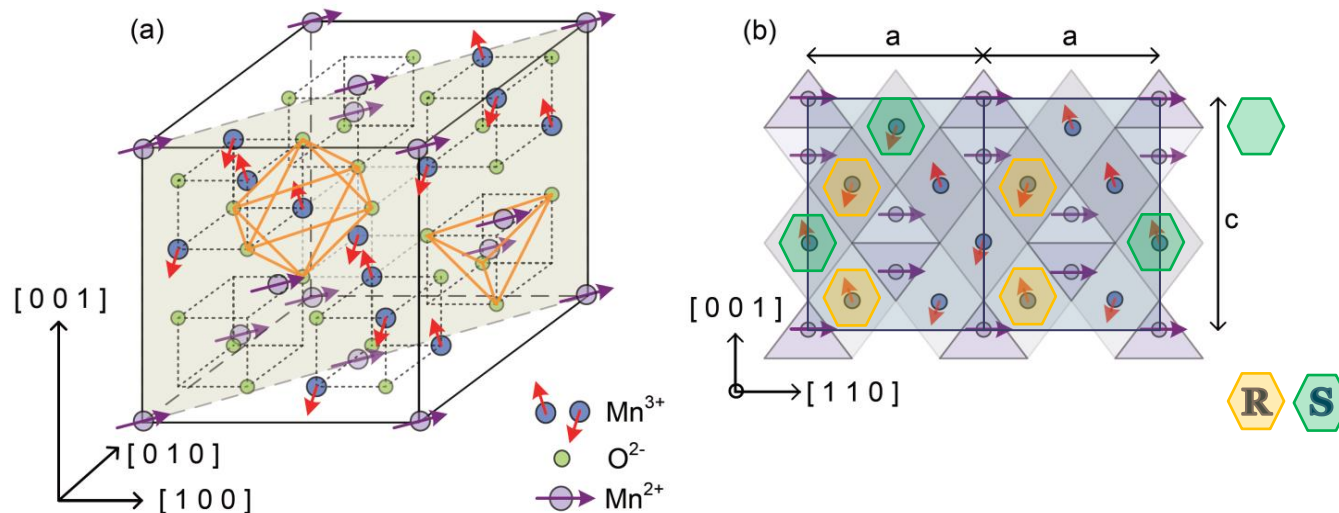 (a)
[ 0 0 1 ]
[ 0 1 0 ]
[ 1 0 0 ]
Mn³⁺
O²⁻
Mn²⁺
(b)
a a
c
[ 0 0 1 ]
[ 1 1 0 ]
R S